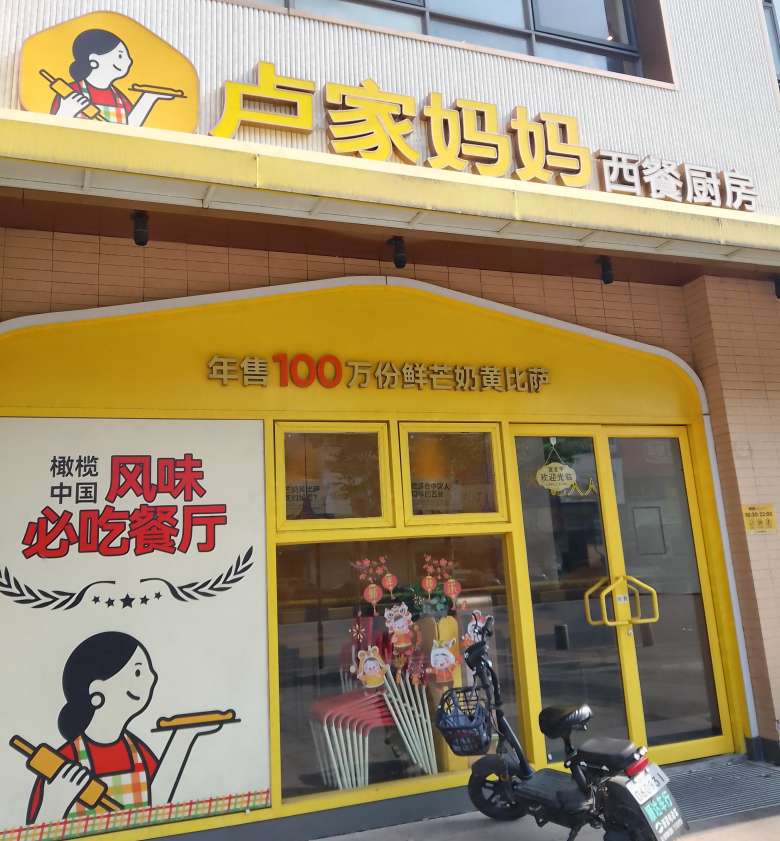 卢家妈妈 西餐厨房
年售100万份鲜芒奶黄比萨
橄榄中国 风味
必吃餐厅
欢迎光临